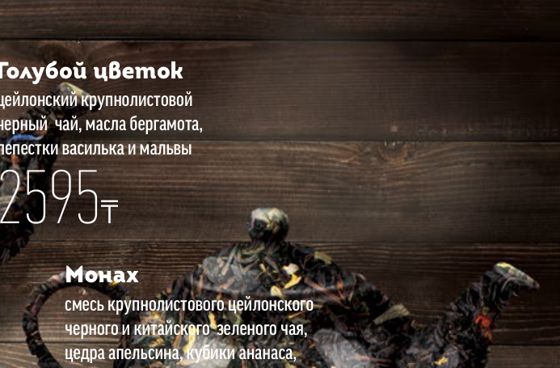 Голубой цветок
цейлонский крупнолистовой
черный чай, масла бергамота,
лепестки василька и мальвы
2595₸
Монах
смесь крупнолистового цейлонского
черного и китайского зеленого чая,
цедра апельсина, кубики ананаса,